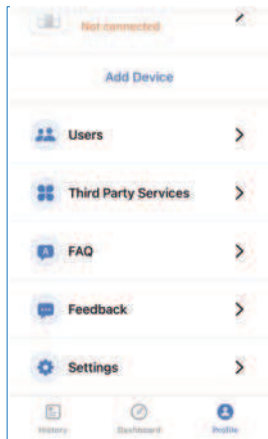 Not connected
Add Device
Users
Third Party Services
FAQ
Feedback
Settings
History Dashboard Profile